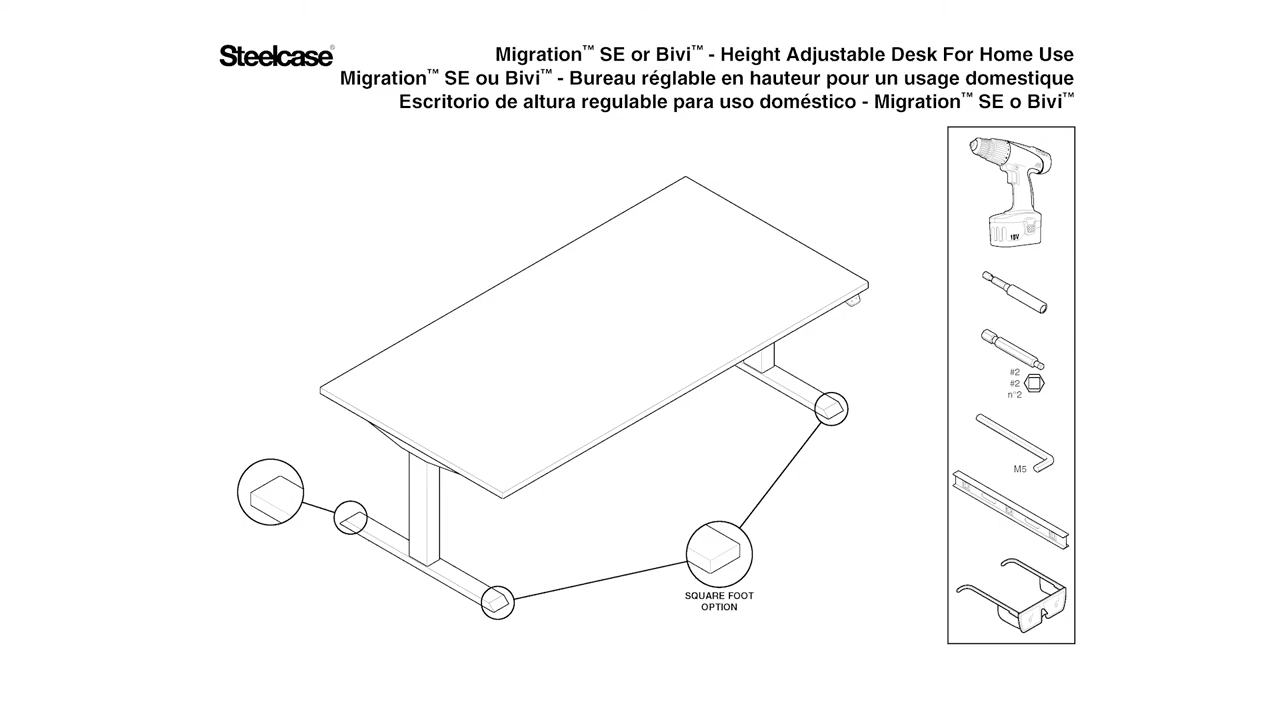 Steelcase®
Migration™ SE or Bivi™ - Height Adjustable Desk For Home Use
Migration™ SE ou Bivi™ - Bureau réglable en hauteur pour un usage domestique
Escritorio de altura regulable para uso doméstico - Migration™ SE o Bivi™
18V
#2
#2
n°2
M5
SQUARE FOOT
OPTION